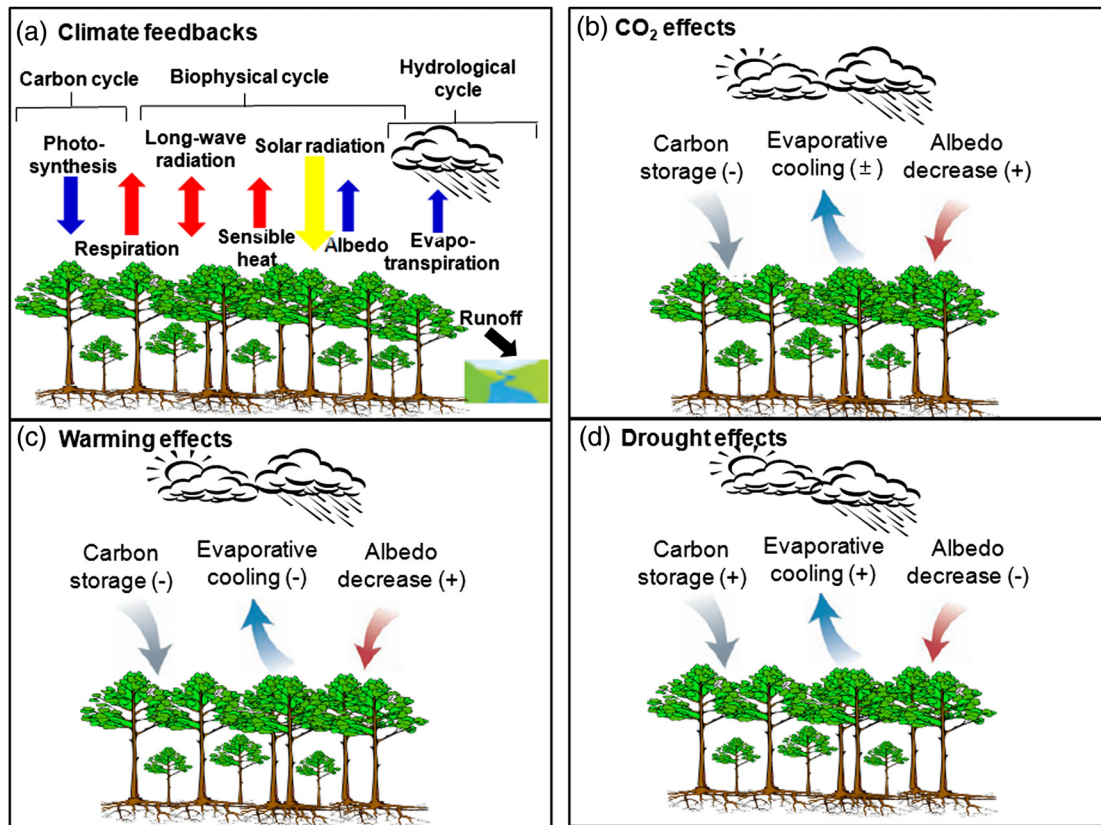 (a) Climate feedbacks
Carbon cycle
Biophysical cycle
Hydrological
cycle
Photo-
synthesis
Long-wave
radiation
Solar radiation
Respiration
Sensible
heat
Albedo
Evapo-
transpiration
Runoff
(b) CO₂ effects
Carbon
storage (-)
Evaporative
cooling (±)
Albedo
decrease (+)
(c) Warming effects
Carbon
storage (-)
Evaporative
cooling (-)
Albedo
decrease (+)
(d) Drought effects
Carbon
storage (+)
Evaporative
cooling (+)
Albedo
decrease (-)